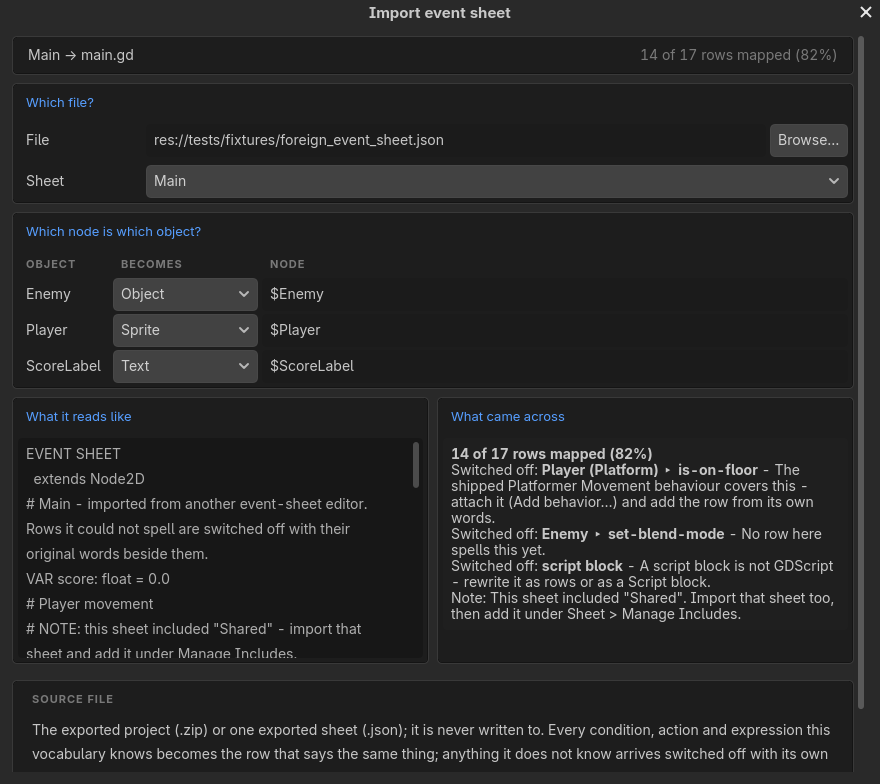 Import event sheet
Main → main.gd
14 of 17 rows mapped (82%)
Which file?
File
res://tests/fixtures/foreign_event_sheet.json
Browse...
Sheet
Main
Which node is which object?
OBJECT BECOMES NODE
Enemy Object $Enemy
Player Sprite $Player
ScoreLabel Text $ScoreLabel
What it reads like
EVENT SHEET
extends Node2D
# Main - imported from another event-sheet editor.
Rows it could not spell are switched off with their
original words beside them.
VAR score: float = 0.0
# Player movement
# NOTE: this sheet included "Shared" - import that
sheet and add it under Manage Includes.
What came across
14 of 17 rows mapped (82%)
Switched off: Player (Platform) ▸ is-on-floor - The
shipped Platformer Movement behaviour covers this -
attach it (Add behavior...) and add the row from its own
words.
Switched off: Enemy ▸ set-blend-mode - No row here
spells this yet.
Switched off: script block - A script block is not GDScript
- rewrite it as rows or as a Script block.
Note: This sheet included "Shared". Import that sheet too,
then add it under Sheet > Manage Includes.
SOURCE FILE
The exported project (.zip) or one exported sheet (.json); it is never written to. Every condition, action and expression this
vocabulary knows becomes the row that says the same thing; anything it does not know arrives switched off with its own